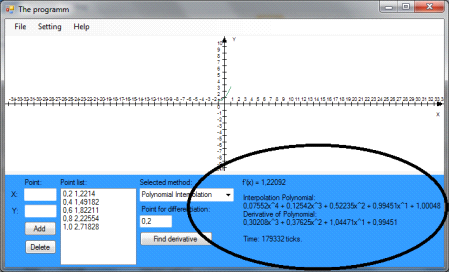 The programm
File Setting Help
Y
X
Point: Point list: Selected method: f'(x) = 1,22092
X: 0,2 1,2214 Polynomial Interpolation
0,4 1,49182 Interpolation Polynomial:
Y: 0,6 1,82211 Point for differentiation: 0,07552x^4 + 0,12542x^3 + 0,52235x^2 + 0,99451x^1 + 1,00048
0,8 2,22554 0,2 Derivative of Polynomial:
Add 1,0 2,71828 0,30208x^3 + 0,37625x^2 + 1,04471x^1 + 0,99451
Delete Find derivative Time: 179332 ticks.